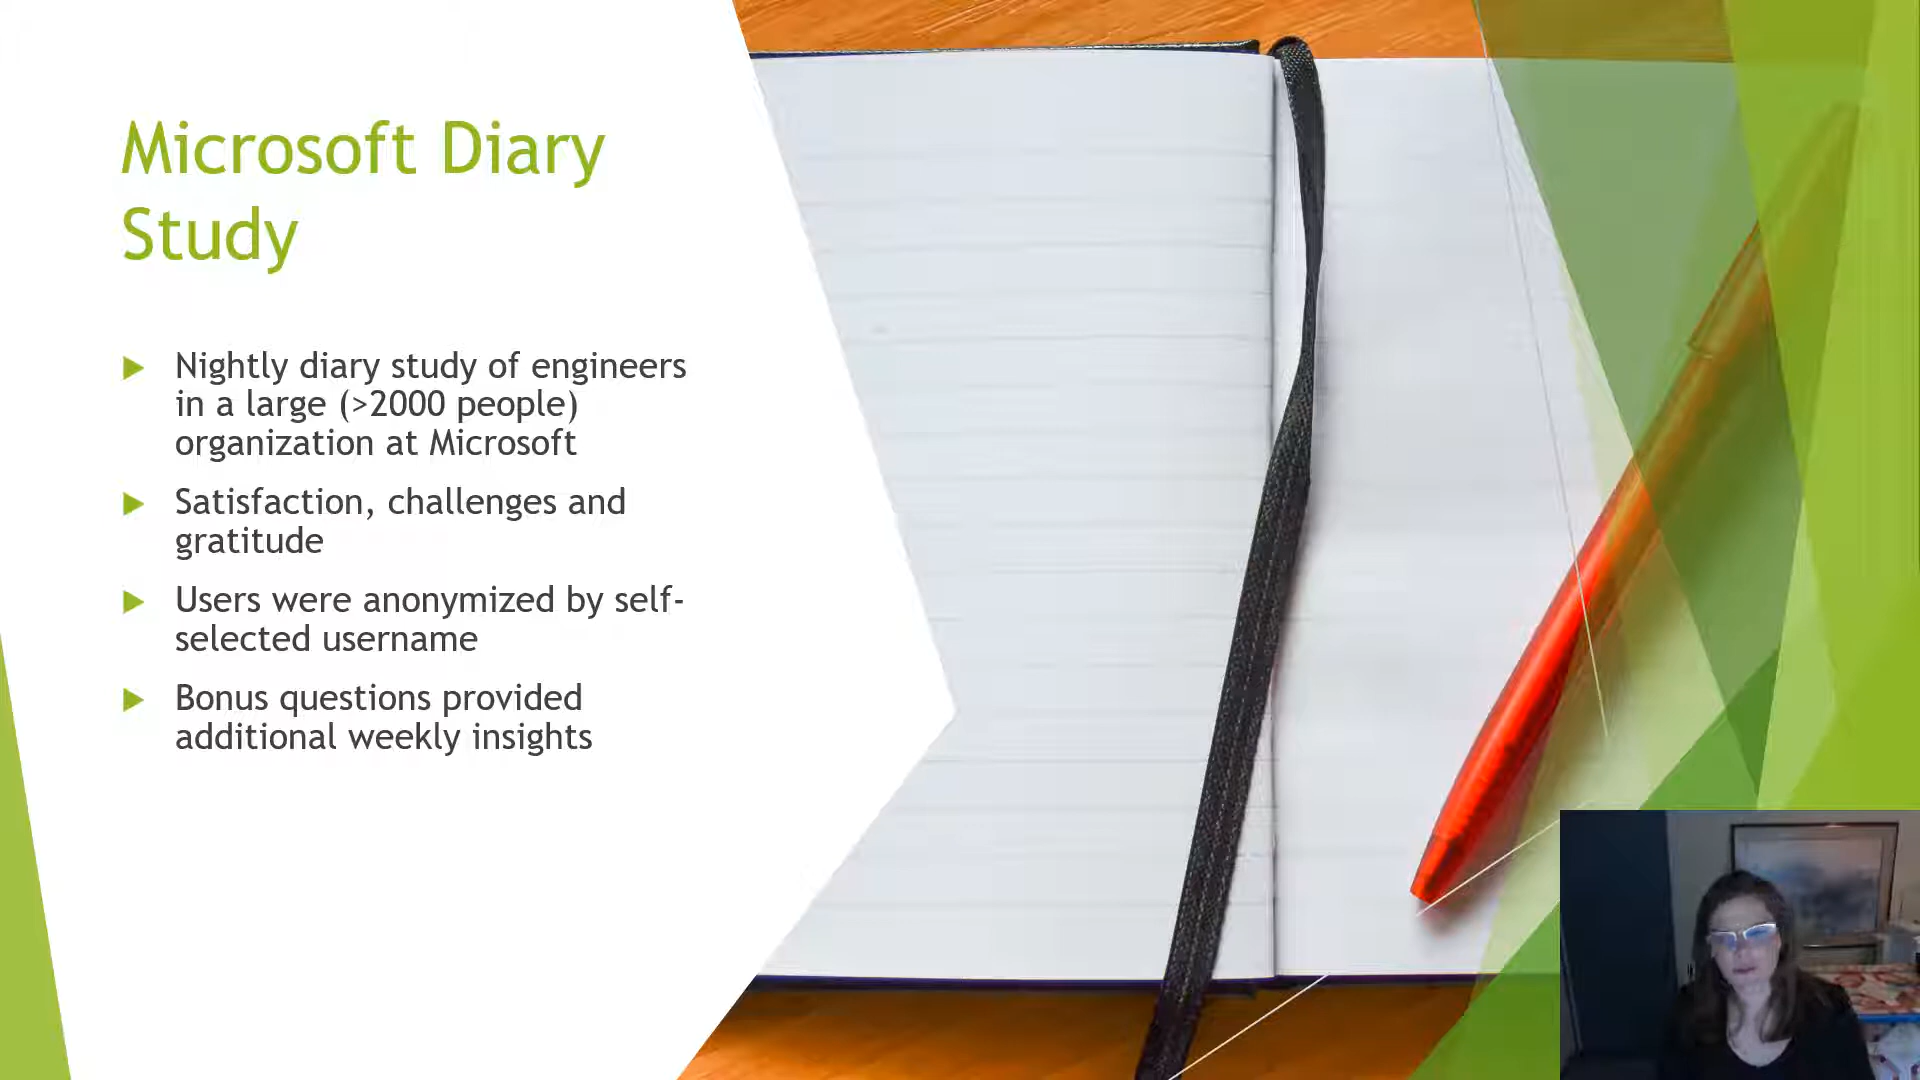 Microsoft Diary
Study
Nightly diary study of engineers
in a large (>2000 people)
organization at Microsoft
Satisfaction, challenges and
gratitude
Users were anonymized by self-
selected username
Bonus questions provided
additional weekly insights